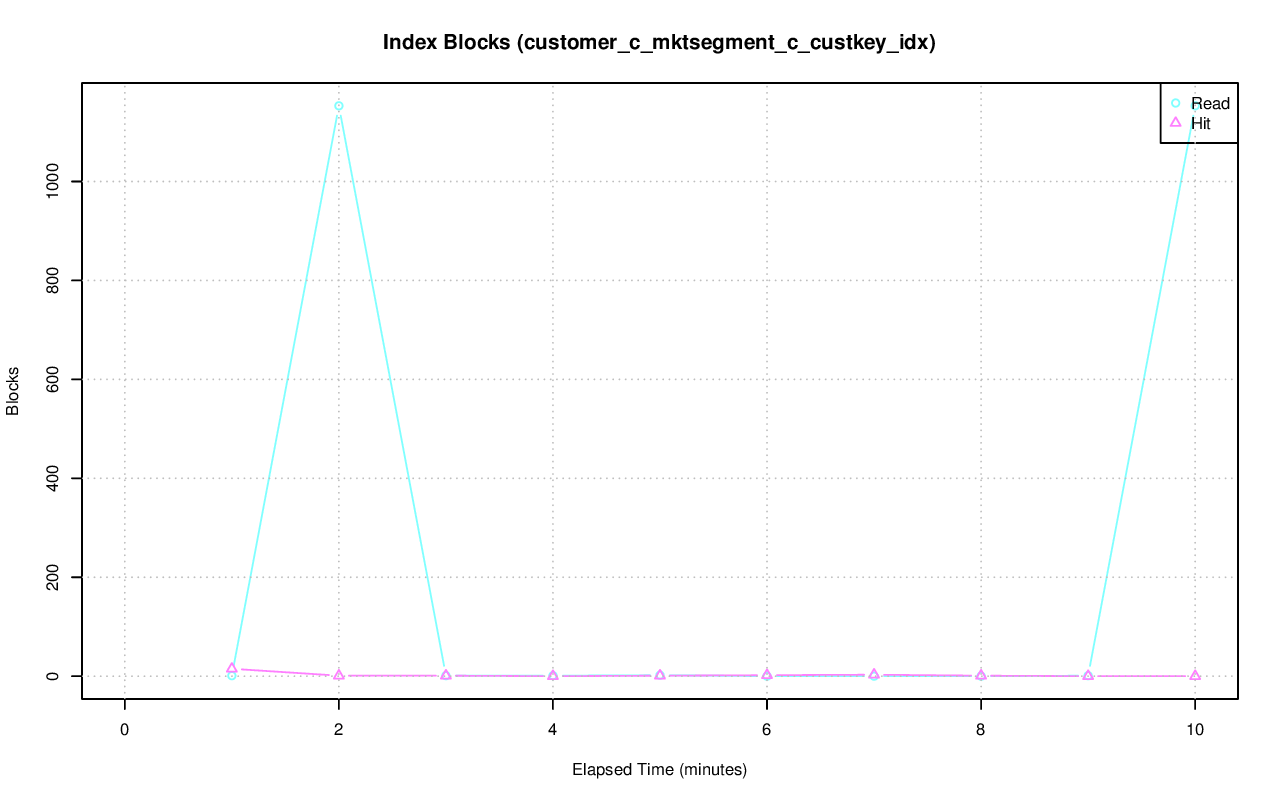 Index Blocks (customer_c_mktsegment_c_custkey_idx)
Read
Hit
1000
800
600
400
200
0
Blocks
0 2 4 6 8 10
Elapsed Time (minutes)